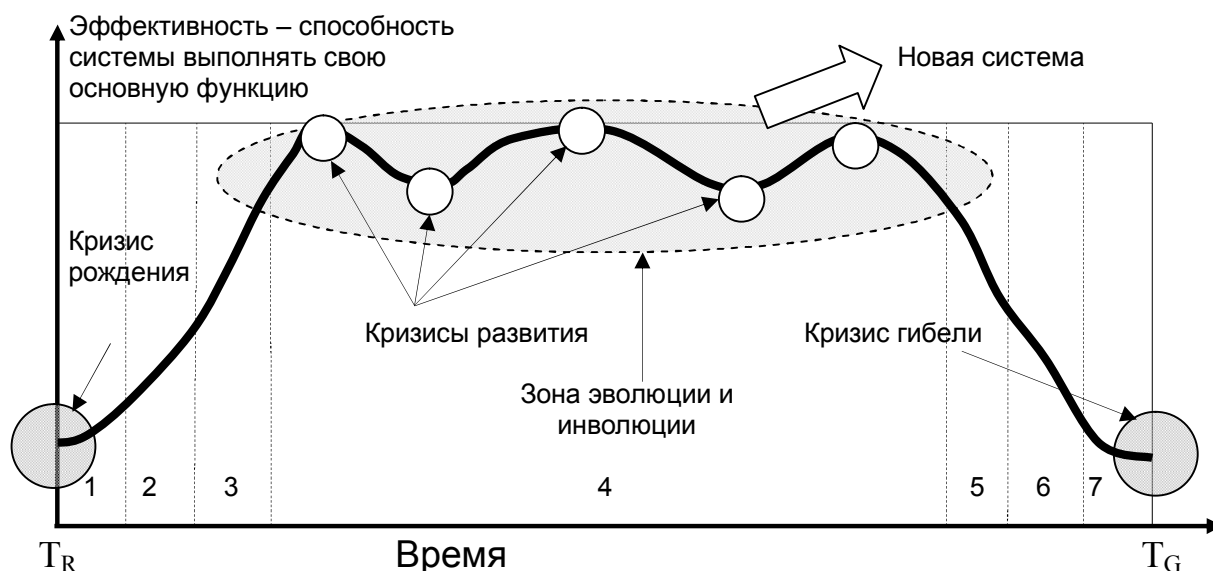 Эффективность – способность
системы выполнять свою
основную функцию
Новая система
Кризис
рождения
Кризисы развития
Кризис гибели
Зона эволюции и
инволюции
1 2 3 4 5 6 7
T_R Время T_G